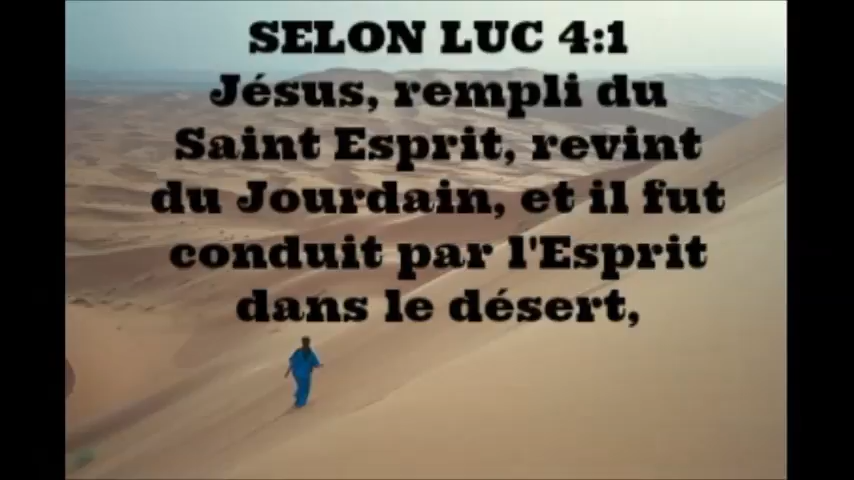 SELON LUC 4:1
Jésus, rempli du
Saint Esprit, revint
du Jourdain, et il fut
conduit par l'Esprit
dans le désert,